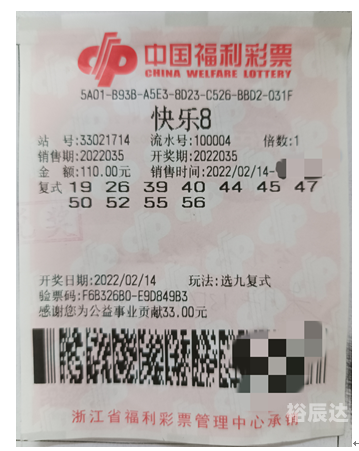 中国福利彩票
CHINA WELFARE LOTTERY
5A01-B93B-A5E3-8D23-C526-BBD2-031F
快乐8
站 号:33021714 流水号:100004 倍数:1
销售期:2022035 开奖期:2022035
金 额:110.00元 销售时间:2022/02/14-
复式 19 26 39 40 44 45 47
50 52 55 56
开奖日期:2022/02/14 玩法:选九复式
验票码:F6B326B0-E9D849B3
感谢您为公益事业贡献33.00元
浙江省福利彩票管理中心承
裕辰达